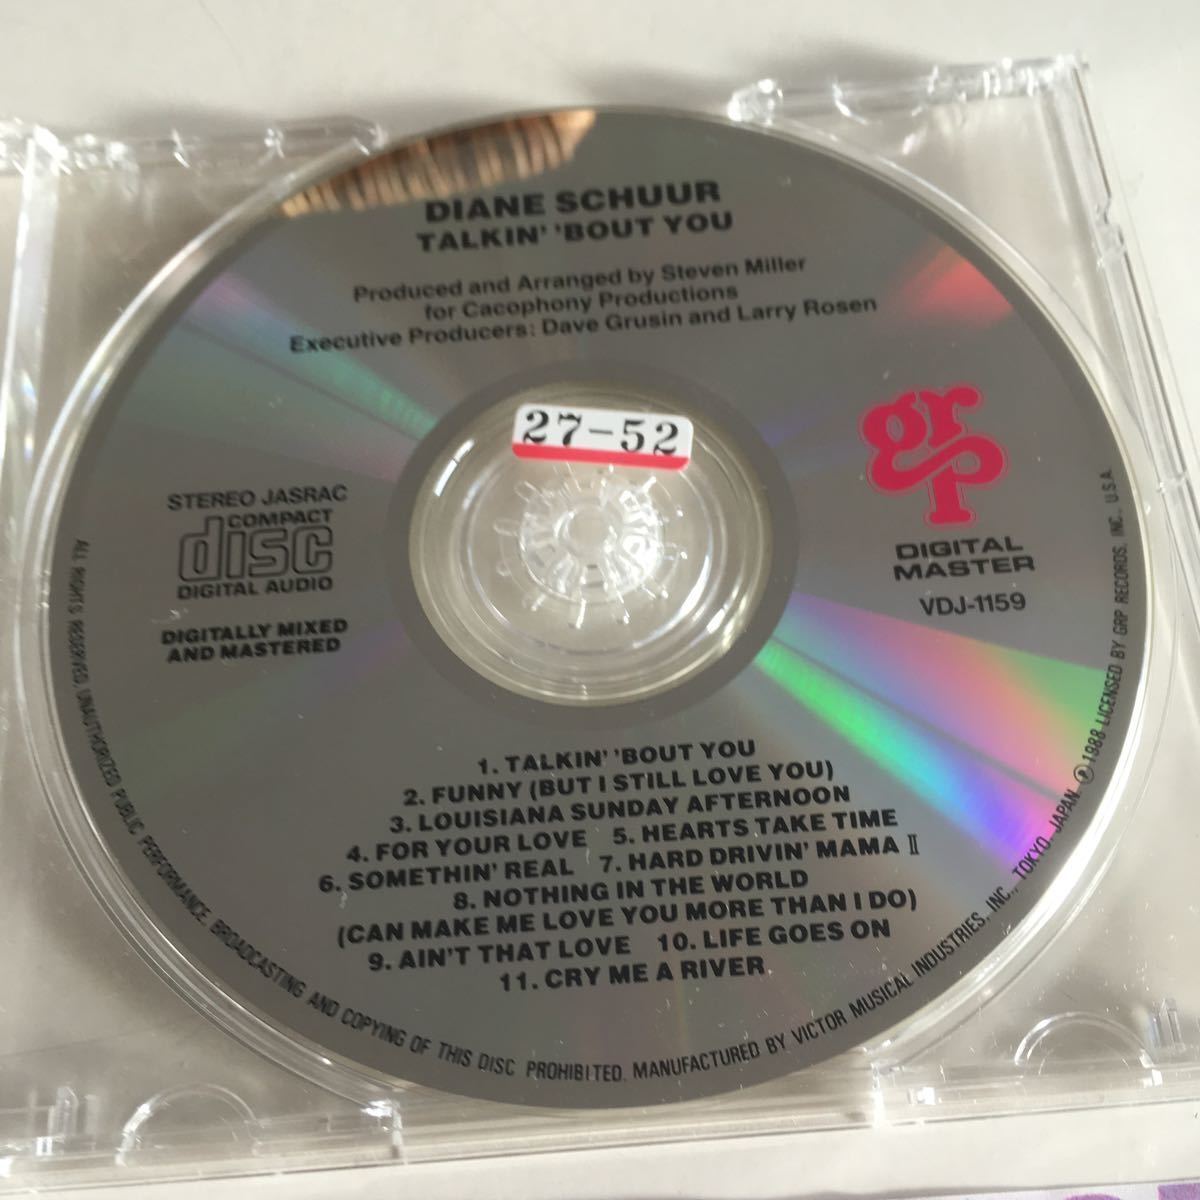 DIANE SCHUUR
TALKIN' 'BOUT YOU
Produced and Arranged by Steven Miller
for Cacophony Productions
Executive Producers: Dave Grusin and Larry Rosen
27-52
grp
STEREO JASRAC
COMPACT
disc
DIGITAL AUDIO
DIGITALLY MIXED
AND MASTERED
DIGITAL
MASTER
VDJ-1159
1. TALKIN' 'BOUT YOU
2. FUNNY (BUT I STILL LOVE YOU)
3. LOUISIANA SUNDAY AFTERNOON
4. FOR YOUR LOVE 5. HEARTS TAKE TIME
6. SOMETHIN' REAL 7. HARD DRIVIN' MAMA II
8. NOTHING IN THE WORLD
(CAN MAKE ME LOVE YOU MORE THAN I DO)
9. AIN'T THAT LOVE 10. LIFE GOES ON
11. CRY ME A RIVER
ALL RIGHTS RESERVED, UNAUTHORIZED PUBLIC PERFORMANCE, BROADCASTING AND COPYING OF THIS DISC PROHIBITED. MANUFACTURED BY VICTOR MUSICAL INDUSTRIES, INC., TOKYO, JAPAN ℗ 1988 LICENSED BY GRP RECORDS, INC., U.S.A.